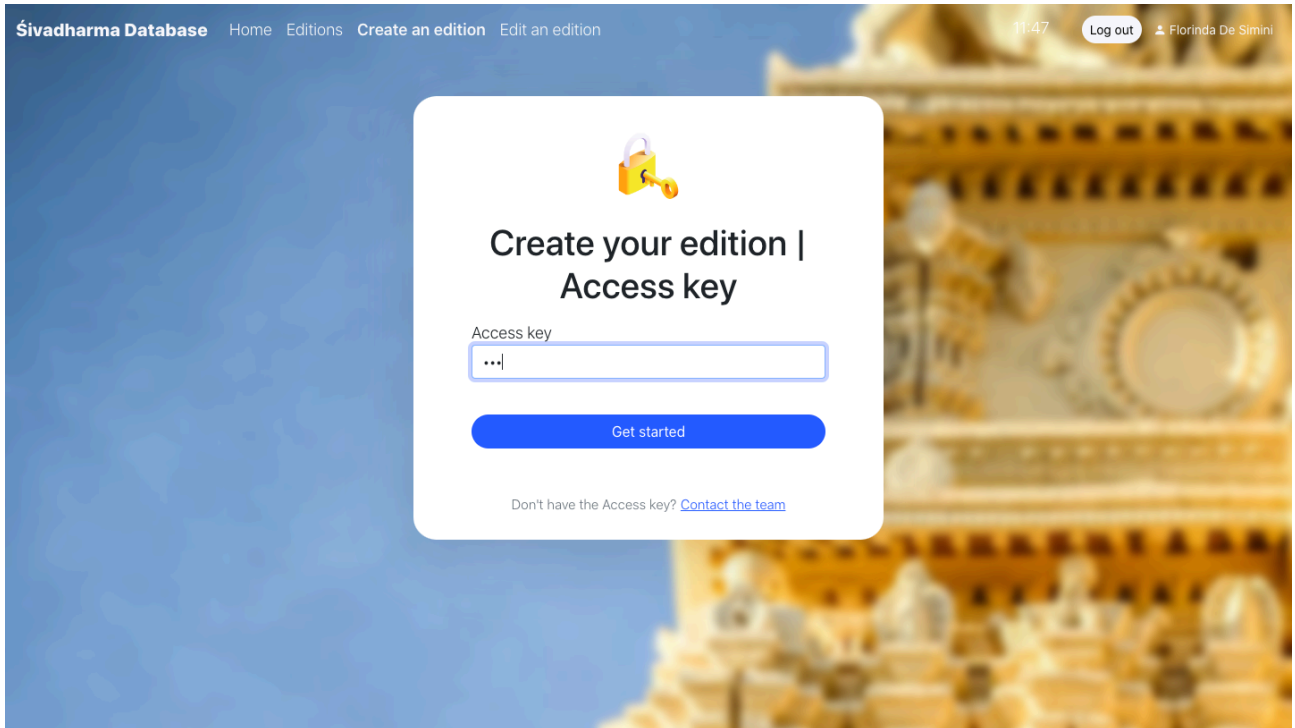 Śivadharma Database Home Editions Create an edition Edit an edition 11:47 Log out Florinda De Simini
Create your edition |
Access key
Access key
•••
Get started
Don't have the Access key? Contact the team